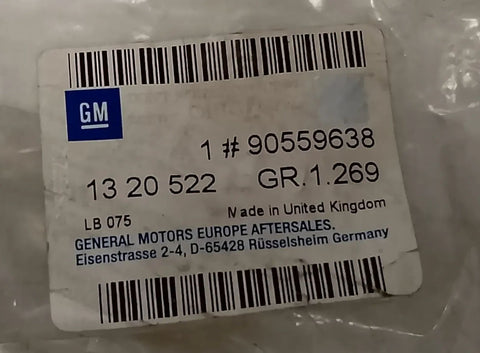 GM
1 # 90559638
13 20 522 GR.1.269
LB 075 Made in United Kingdom
GENERAL MOTORS EUROPE AFTERSALES.
Eisenstrasse 2-4, D-65428 Rüsselsheim Germany